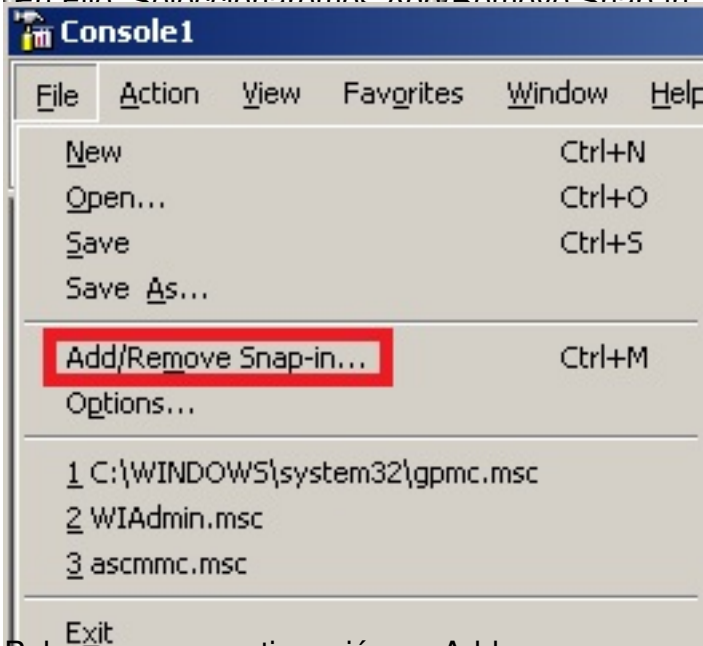 Console1
File Action View Favorites Window Help
New Ctrl+N
Open... Ctrl+O
Save Ctrl+S
Save As...
Add/Remove Snap-in... Ctrl+M
Options...
1 C:\WINDOWS\system32\gpmc.msc
2 WIAdmin.msc
3 ascmmc.msc
Exit
Add